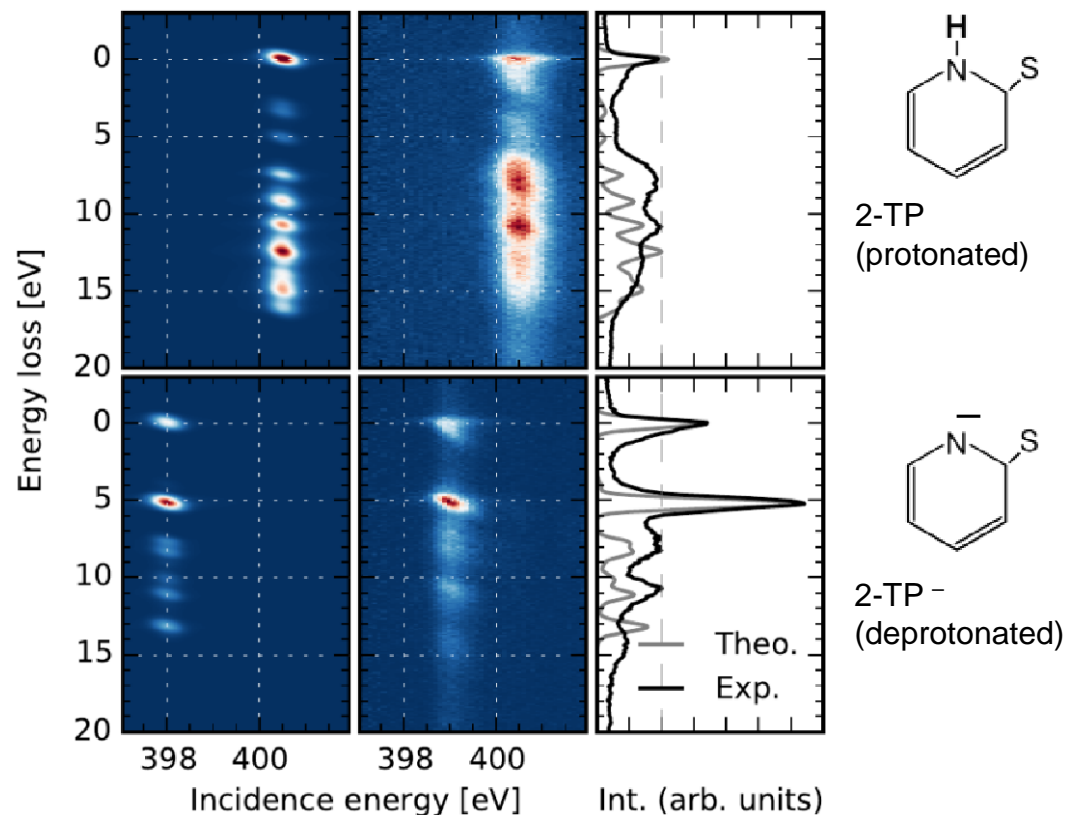 0
5
10
15
20
0
5
10
15
20
Energy loss [eV]
398 400
398 400
Incidence energy [eV]
Int. (arb. units)
Theo.
Exp.
H
N
S
2-TP
(protonated)
N
S
2-TP –
(deprotonated)